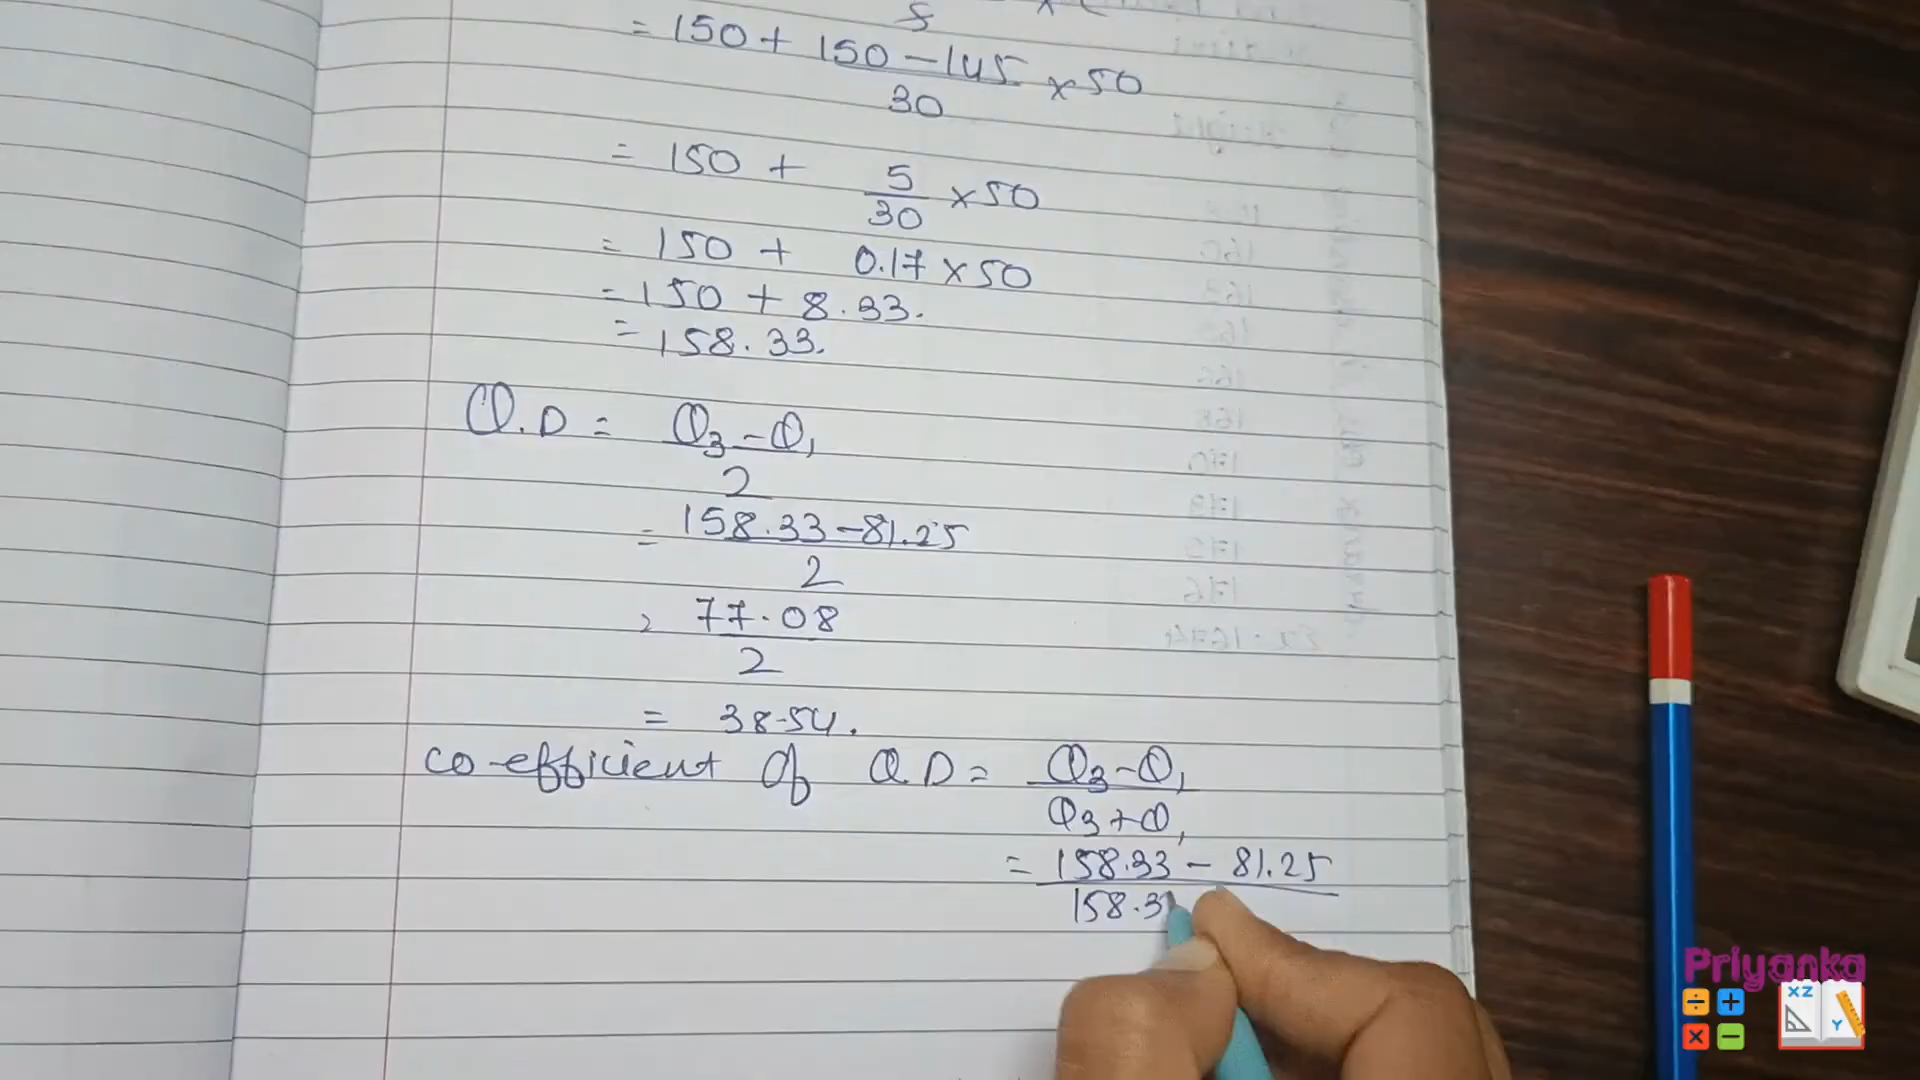 = 150 + 150 - 145 / 30 × 50
= 150 + 5/30 × 50
= 150 + 0.17 × 50
= 150 + 8.33.
= 158.33.
Q.D = Q3 - Q1 / 2
= 158.33 - 81.25 / 2
= 77.08 / 2
= 38.54.
co-efficient of Q.D = Q3 - Q1 / Q3 + Q1
= 158.33 - 81.25 / 158.3
Priyanka
XZ
Y